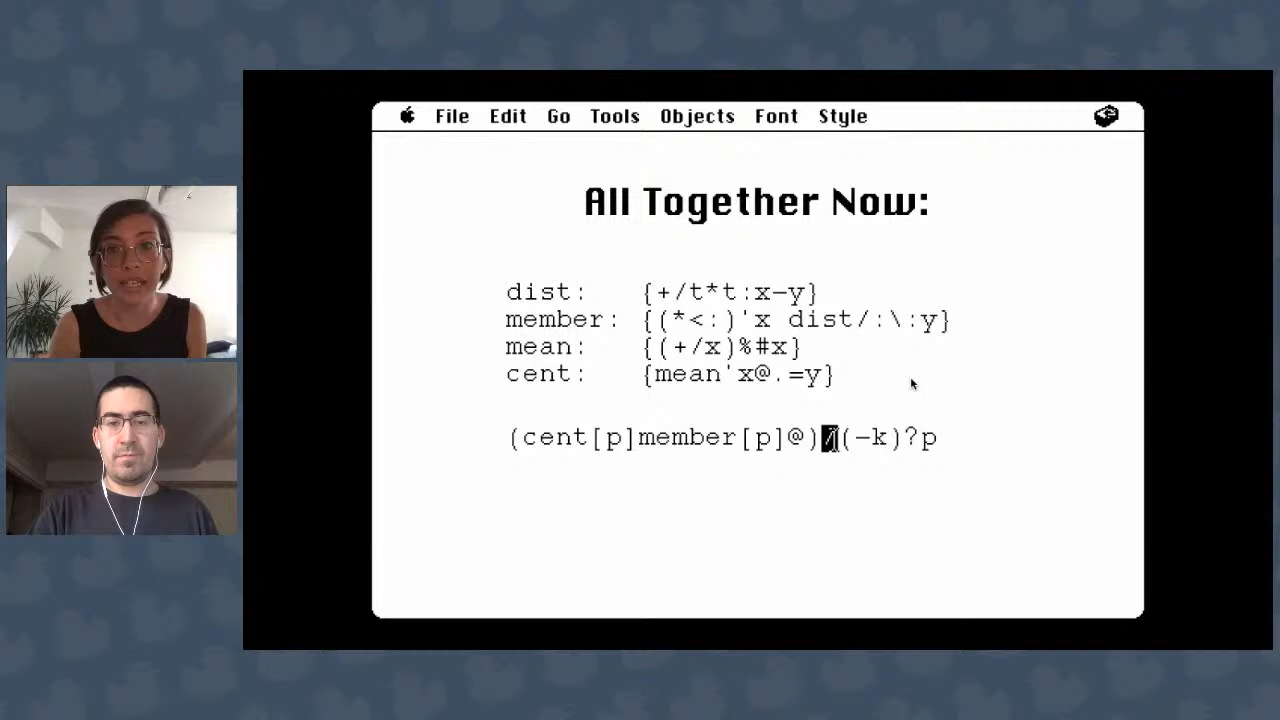 File Edit Go Tools Objects Font Style
All Together Now:
dist: {+/t*t:x-y}
member: {(*<:)'x dist/:\:y}
mean: {(+/x)%#x}
cent: {mean'x@.=y}
(cent[p]member[p]@)/(-k)?p